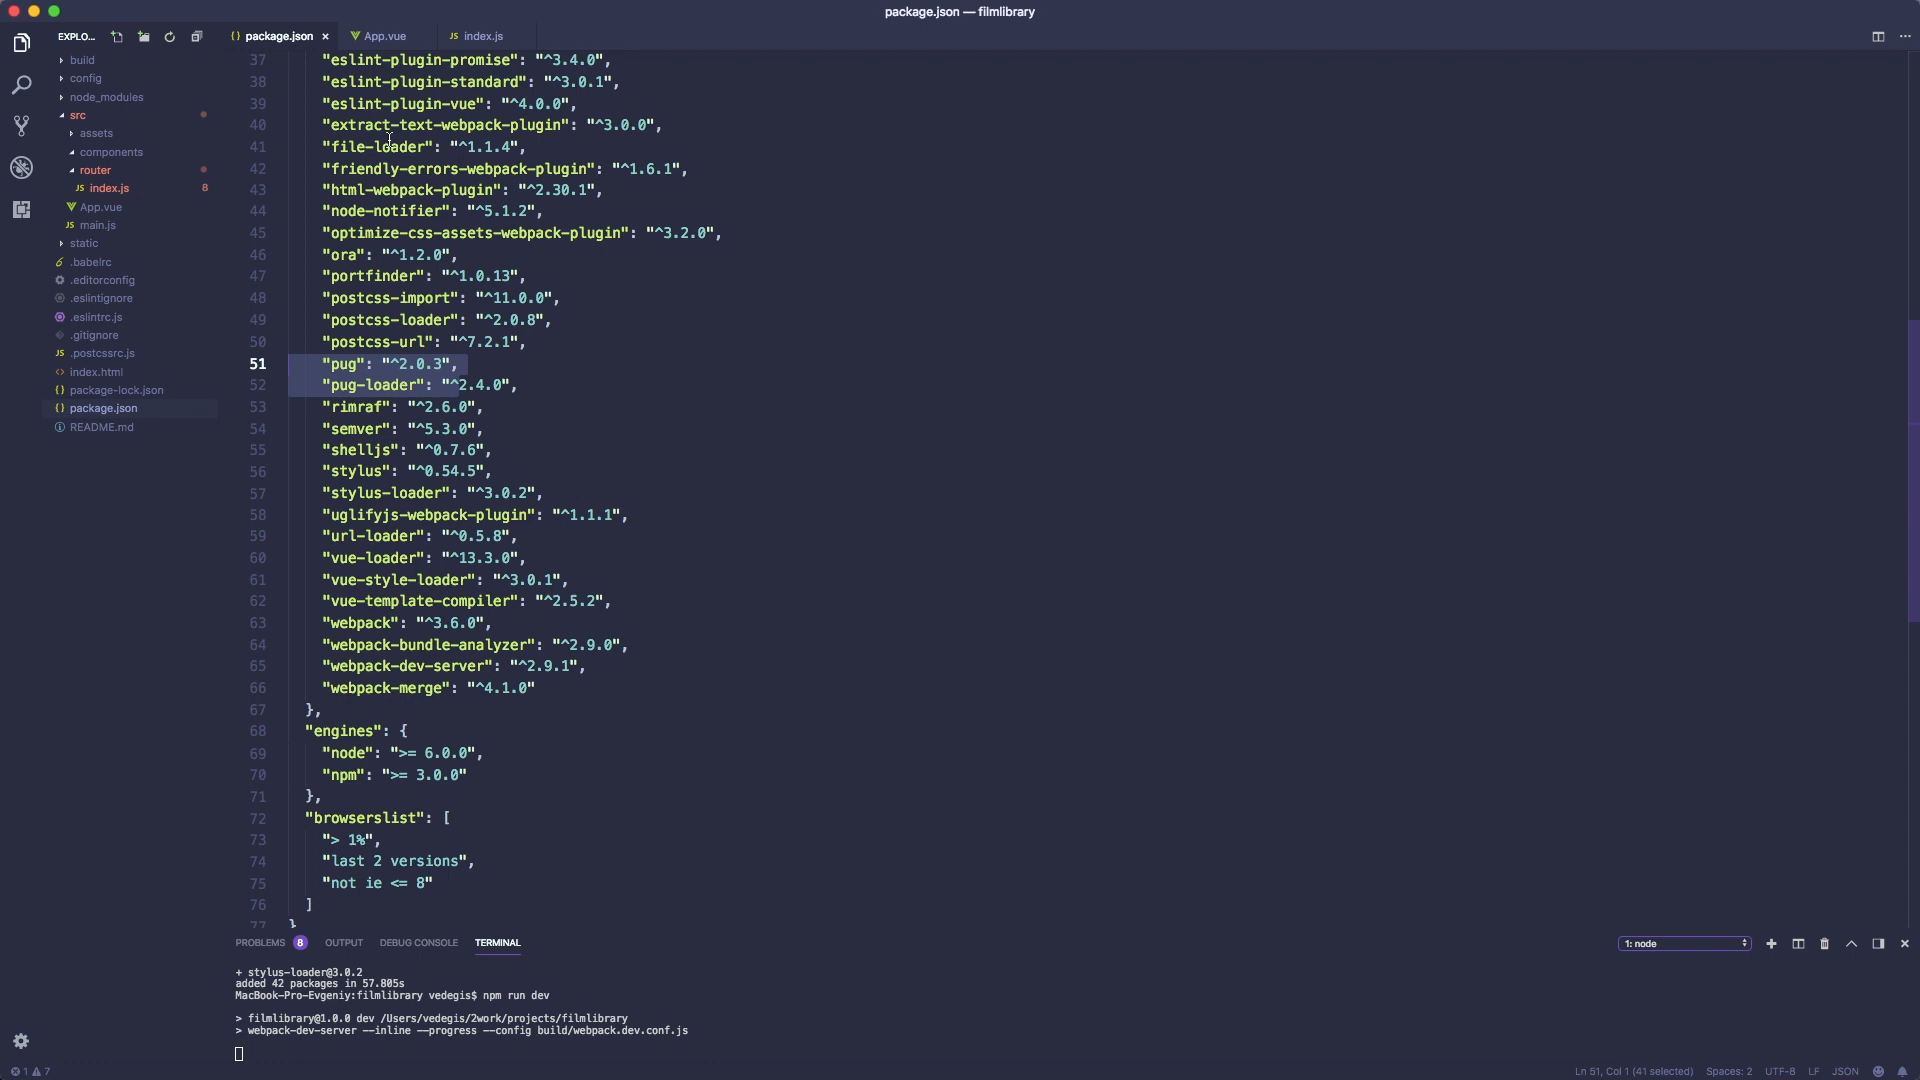 package.json — filmlibrary
EXPLO...
package.json ×
App.vue
JS index.js
build
config
node_modules
src
assets
components
router
JS index.js 8
App.vue
JS main.js
static
.babelrc
.editorconfig
.eslintignore
.eslintrc.js
.gitignore
JS .postcssrc.js
<> index.html
{} package-lock.json
{} package.json
README.md
37 "eslint-plugin-promise": "^3.4.0",
38 "eslint-plugin-standard": "^3.0.1",
39 "eslint-plugin-vue": "^4.0.0",
40 "extract-text-webpack-plugin": "^3.0.0",
41 "file-loader": "^1.1.4",
42 "friendly-errors-webpack-plugin": "^1.6.1",
43 "html-webpack-plugin": "^2.30.1",
44 "node-notifier": "^5.1.2",
45 "optimize-css-assets-webpack-plugin": "^3.2.0",
46 "ora": "^1.2.0",
47 "portfinder": "^1.0.13",
48 "postcss-import": "^11.0.0",
49 "postcss-loader": "^2.0.8",
50 "postcss-url": "^7.2.1",
51 "pug": "^2.0.3",
52 "pug-loader": "^2.4.0",
53 "rimraf": "^2.6.0",
54 "semver": "^5.3.0",
55 "shelljs": "^0.7.6",
56 "stylus": "^0.54.5",
57 "stylus-loader": "^3.0.2",
58 "uglifyjs-webpack-plugin": "^1.1.1",
59 "url-loader": "^0.5.8",
60 "vue-loader": "^13.3.0",
61 "vue-style-loader": "^3.0.1",
62 "vue-template-compiler": "^2.5.2",
63 "webpack": "^3.6.0",
64 "webpack-bundle-analyzer": "^2.9.0",
65 "webpack-dev-server": "^2.9.1",
66 "webpack-merge": "^4.1.0"
67 },
68 "engines": {
69 "node": ">= 6.0.0",
70 "npm": ">= 3.0.0"
71 },
72 "browserslist": [
73 "> 1%",
74 "last 2 versions",
75 "not ie <= 8"
76 ]
77 }
PROBLEMS 8 OUTPUT DEBUG CONSOLE TERMINAL
1: node
+ stylus-loader@3.0.2
added 42 packages in 57.805s
MacBook-Pro-Evgeniy:filmlibrary vedegis$ npm run dev
> filmlibrary@1.0.0 dev /Users/vedegis/2work/projects/filmlibrary
> webpack-dev-server --inline --progress --config build/webpack.dev.conf.js
1 7
Ln 51, Col 1 (41 selected) Spaces: 2 UTF-8 LF JSON